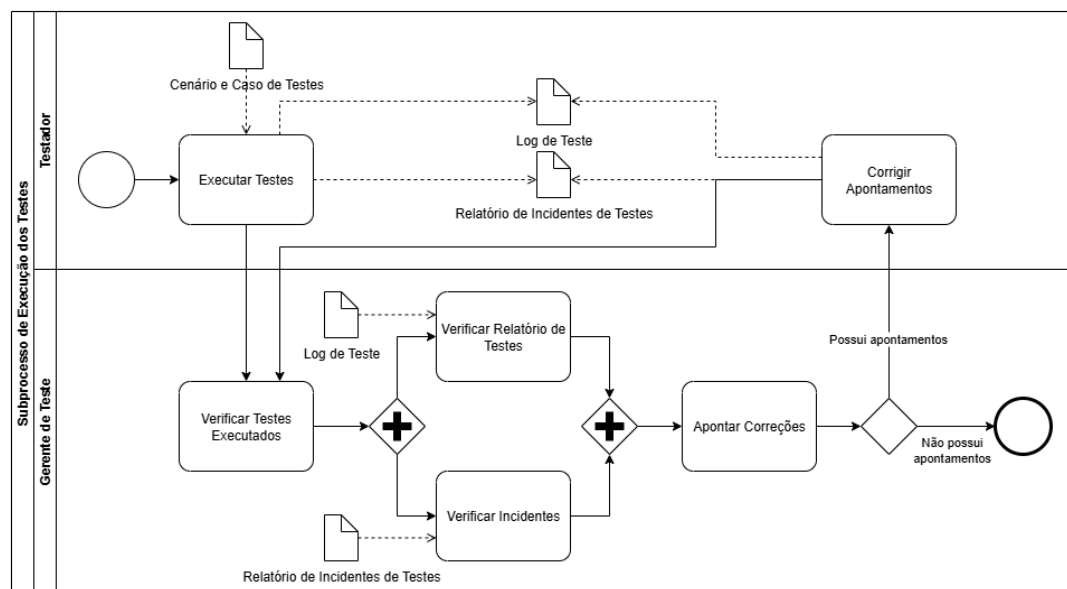 Subprocesso de Execução dos Testes
Testador
Cenário e Caso de Testes
Executar Testes
Log de Teste
Relatório de Incidentes de Testes
Corrigir
Apontamentos
Gerente de Teste
Log de Teste
Verificar Relatório de
Testes
Possui apontamentos
Verificar Testes
Executados
Apontar Correções
Não possui
apontamentos
Verificar Incidentes
Relatório de Incidentes de Testes